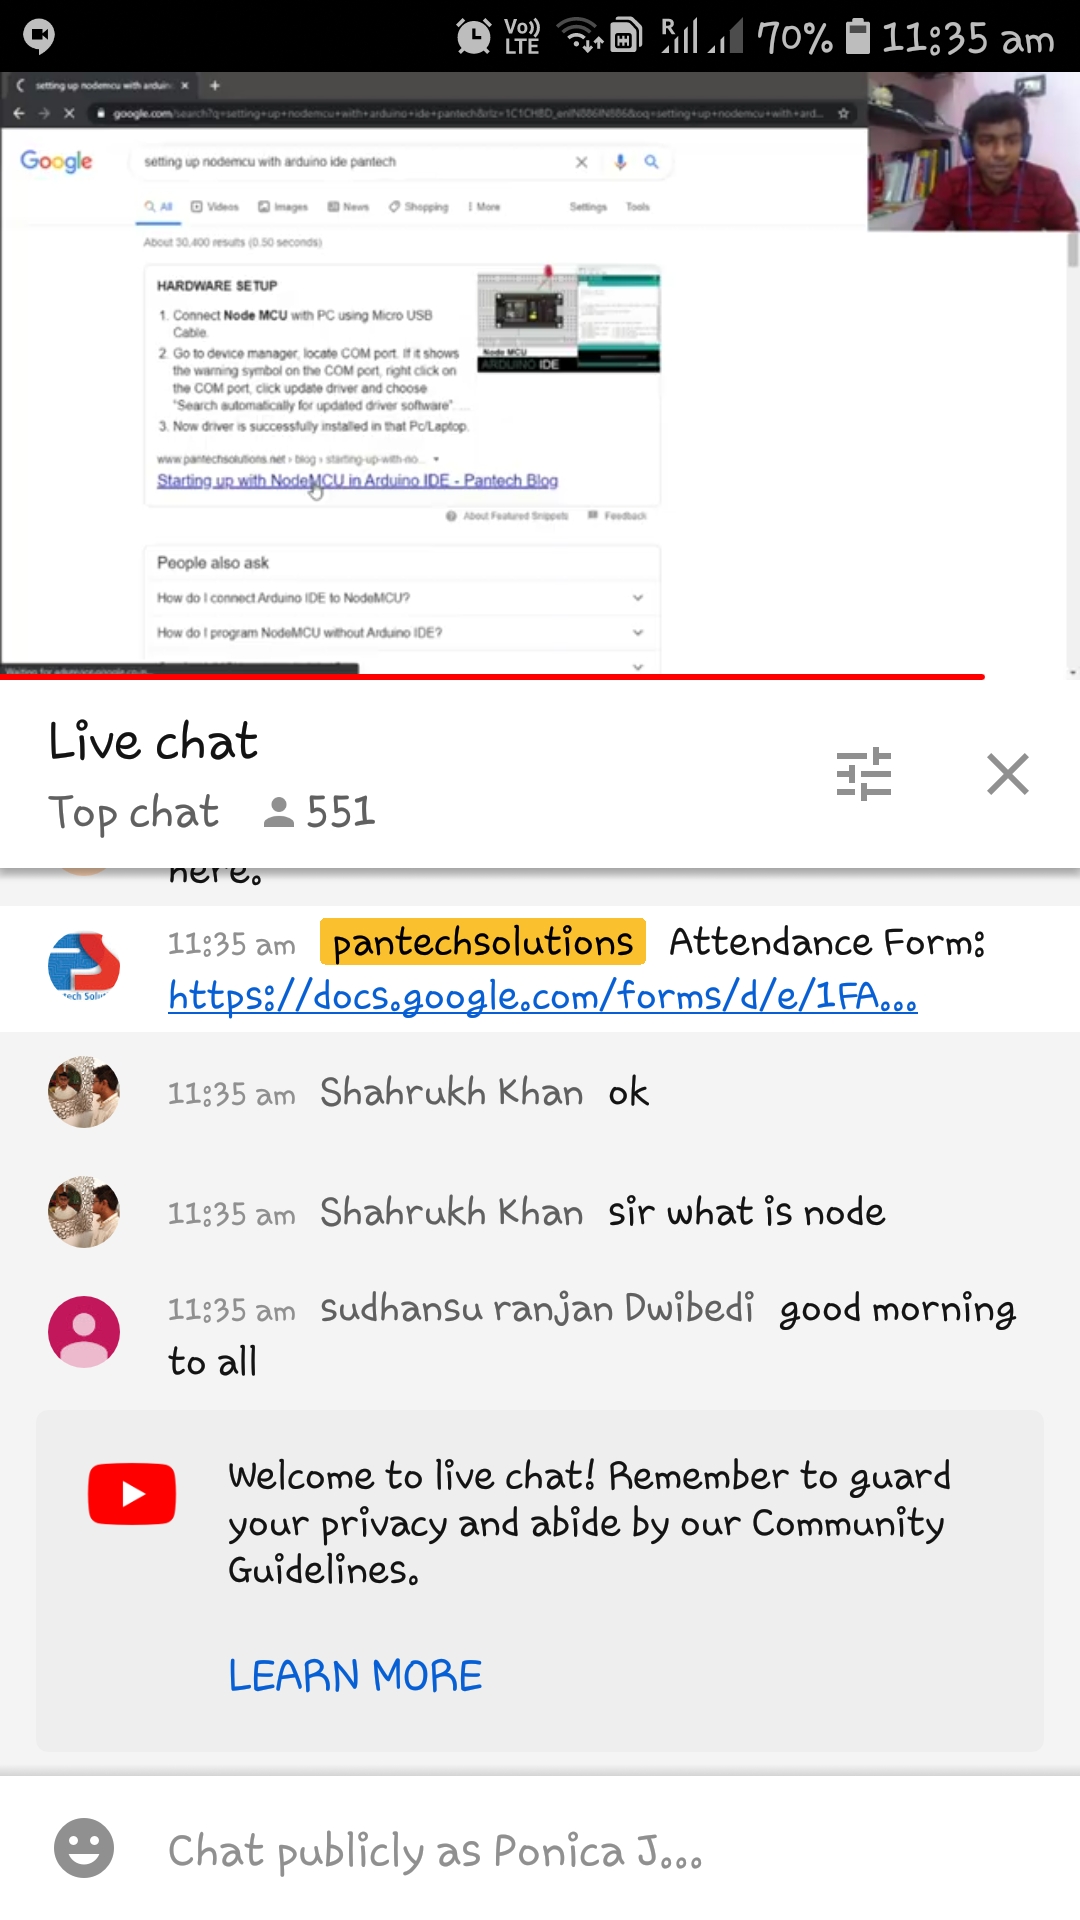 Vo)) LTE R 70% 11:35 am
setting up nodemcu with arduin
google.com/search?q=setting+up+nodemcu+with+arduino+ide+pantech&rlz=1C1CHBD_enIN886IN886&oq=setting+up+nodemcu+with+ard...
Google
setting up nodemcu with arduino ide pantech
All Videos Images News Shopping More Settings Tools
About 30,400 results (0.50 seconds)
HARDWARE SETUP
1. Connect Node MCU with PC using Micro USB
Cable.
2. Go to device manager, locate COM port. If it shows
the warning symbol on the COM port, right click on
the COM port, click update driver and choose
"Search automatically for updated driver software". ...
3. Now driver is successfully installed in that Pc/Laptop.
Node MCU
ARDUINO IDE
www.pantechsolutions.net › blog › starting-up-with-no...
Starting up with NodeMCU in Arduino IDE - Pantech Blog
About Featured Snippets Feedback
People also ask
How do I connect Arduino IDE to NodeMCU?
How do I program NodeMCU without Arduino IDE?
Live chat
Top chat 551
here.
11:35 am pantechsolutions Attendance Form:
https://docs.google.com/forms/d/e/1FA...
11:35 am Shahrukh Khan ok
11:35 am Shahrukh Khan sir what is node
11:35 am sudhansu ranjan Dwibedi good morning
to all
Welcome to live chat! Remember to guard
your privacy and abide by our Community
Guidelines.
LEARN MORE
Chat publicly as Ponica J...